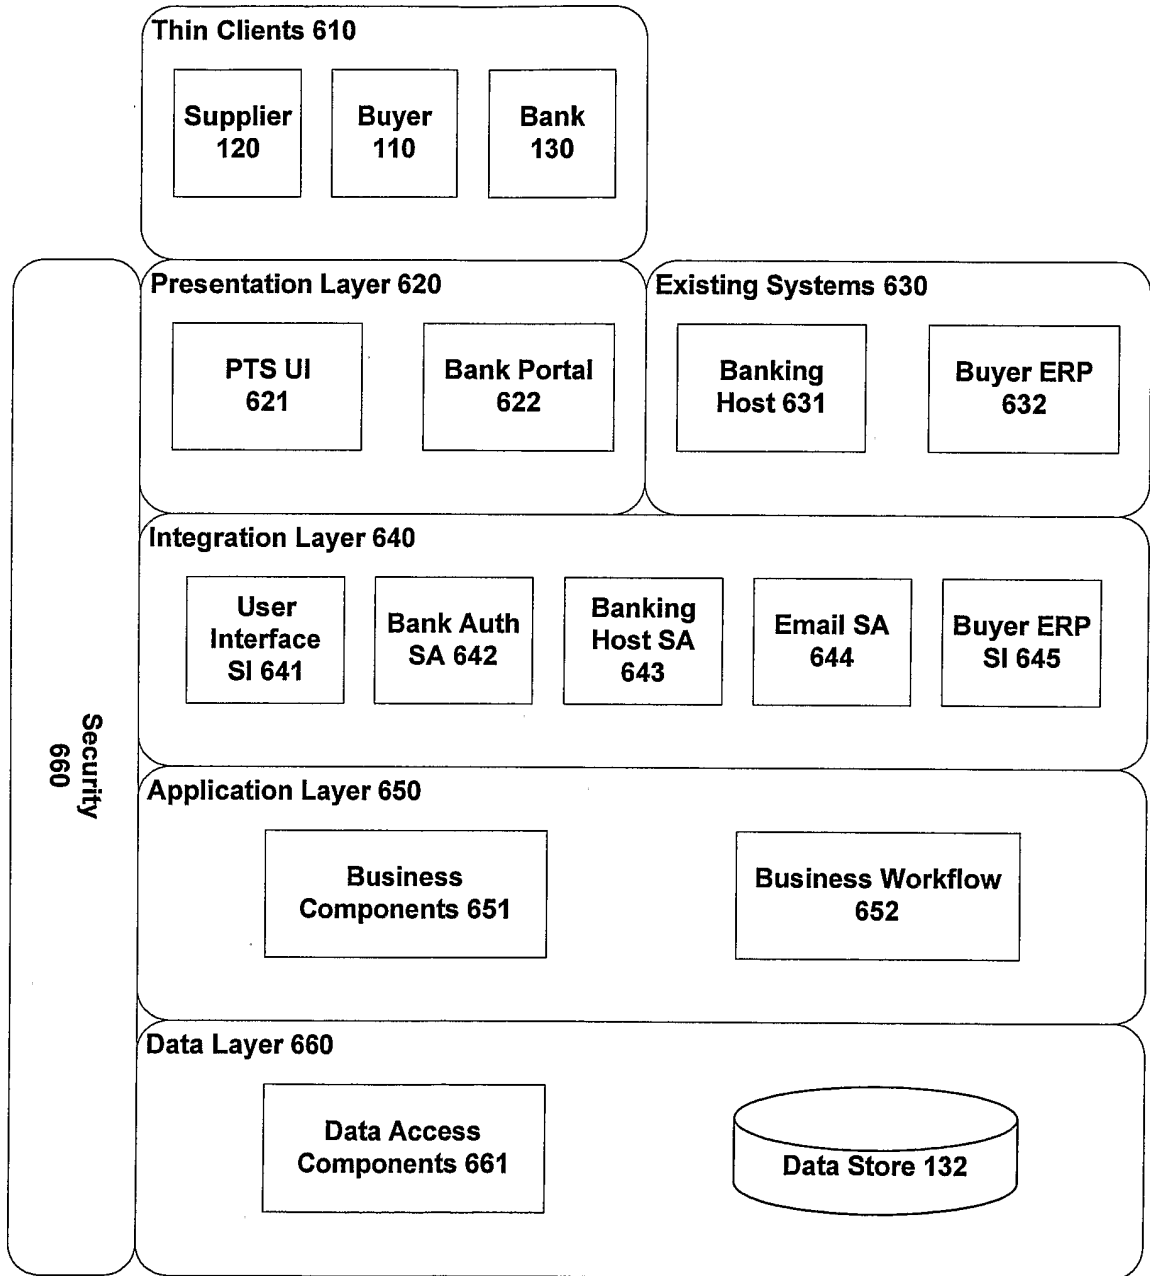 Thin Clients 610
Supplier
120
Buyer
110
Bank
130
Presentation Layer 620
PTS UI
621
Bank Portal
622
Existing Systems 630
Banking
Host 631
Buyer ERP
632
Integration Layer 640
User
Interface
SI 641
Bank Auth
SA 642
Banking
Host SA
643
Email SA
644
Buyer ERP
SI 645
Security
660
Application Layer 650
Business
Components 651
Business Workflow
652
Data Layer 660
Data Access
Components 661
Data Store 132